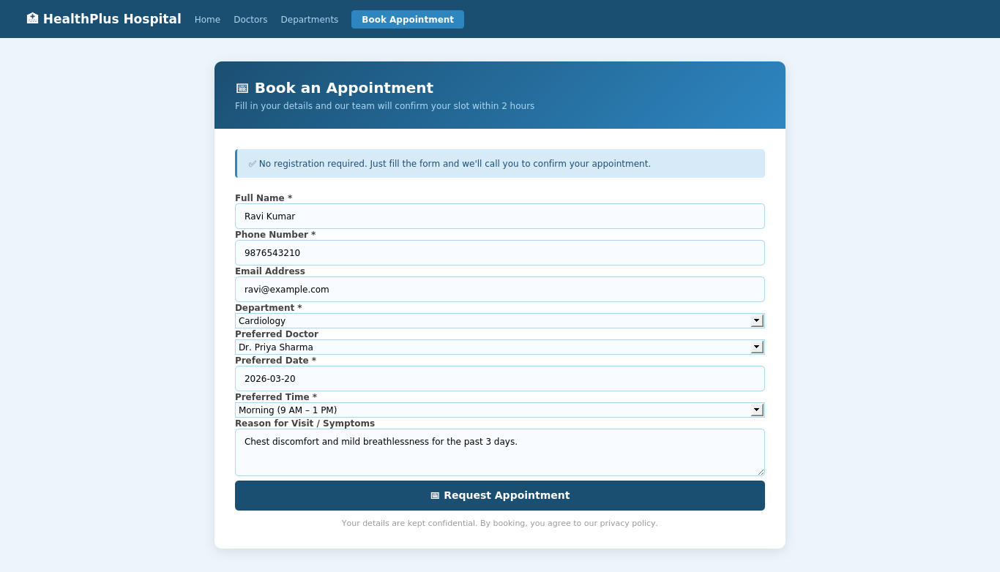 🏥 HealthPlus Hospital Home Doctors Departments Book Appointment
📅 Book an Appointment
Fill in your details and our team will confirm your slot within 2 hours
✅ No registration required. Just fill the form and we'll call you to confirm your appointment.
Full Name *
Ravi Kumar
Phone Number *
9876543210
Email Address
ravi@example.com
Department *
Cardiology
Preferred Doctor
Dr. Priya Sharma
Preferred Date *
2026-03-20
Preferred Time *
Morning (9 AM – 1 PM)
Reason for Visit / Symptoms
Chest discomfort and mild breathlessness for the past 3 days.
📅 Request Appointment
Your details are kept confidential. By booking, you agree to our privacy policy.